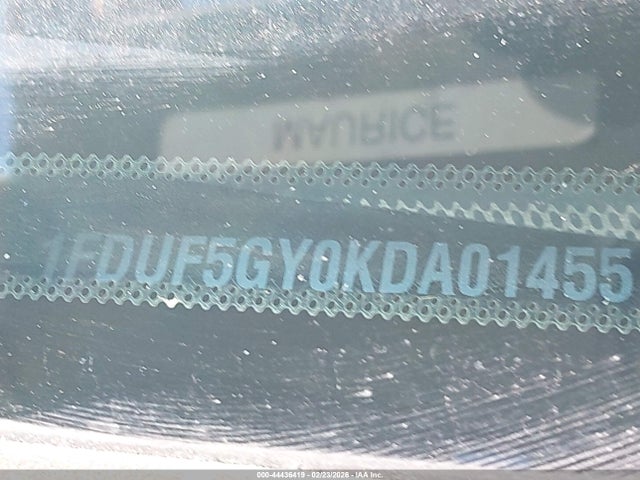 MAURICE
1FDUF5GY0KDA01455
000-44436419 - 02/23/2026 - IAA Inc.